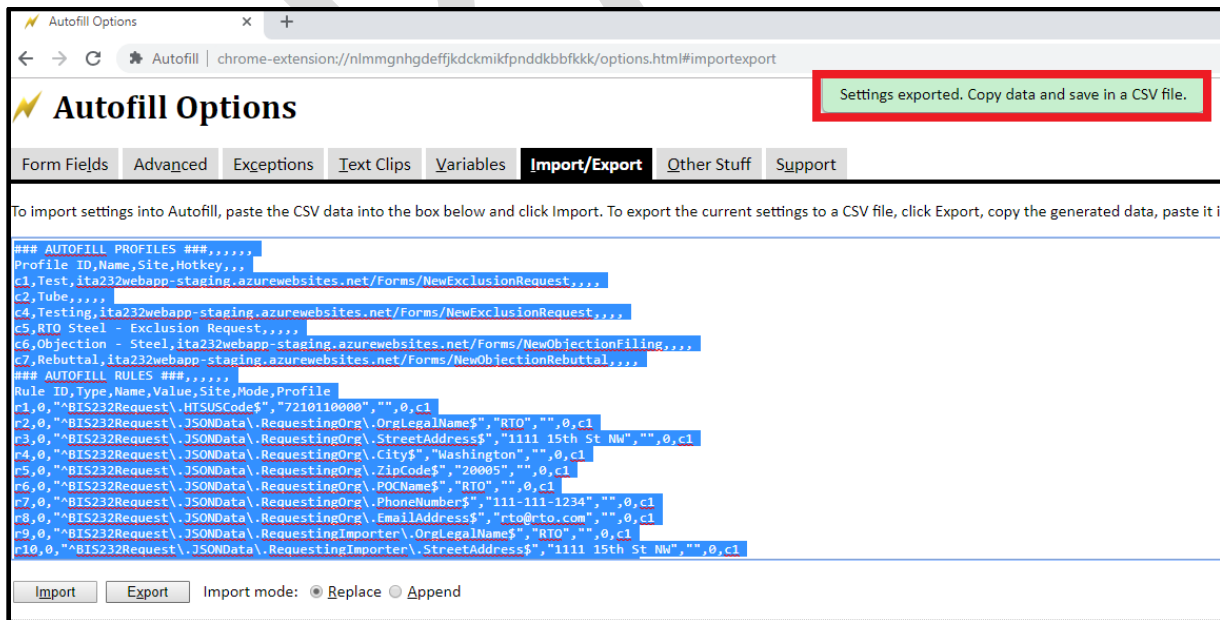 Autofill Options
Autofill | chrome-extension://nlmmgnhgdeffjkdckmikfpnddkbbfkkk/options.html#importexport
Autofill Options
Settings exported. Copy data and save in a CSV file.
Form Fields Advanced Exceptions Text Clips Variables Import/Export Other Stuff Support
To import settings into Autofill, paste the CSV data into the box below and click Import. To export the current settings to a CSV file, click Export, copy the generated data, paste it i
### AUTOFILL PROFILES ###,,,,,,
Profile ID,Name,Site,Hotkey,,,
c1,Test,ita232webapp-staging.azurewebsites.net/Forms/NewExclusionRequest,,,,
c2,Tube,,,,,
c4,Testing,ita232webapp-staging.azurewebsites.net/Forms/NewExclusionRequest,,,,
c5,RTO Steel - Exclusion Request,,,,,
c6,Objection - Steel,ita232webapp-staging.azurewebsites.net/Forms/NewObjectionFiling,,,,
c7,Rebuttal,ita232webapp-staging.azurewebsites.net/Forms/NewObjectionRebuttal,,,,
### AUTOFILL RULES ###,,,,,,
Rule ID,Type,Name,Value,Site,Mode,Profile
r1,0,"^BIS232Request\.HTSUSCode$","7210110000","",0,c1
r2,0,"^BIS232Request\.JSONData\.RequestingOrg\.OrgLegalName$","RTO","",0,c1
r3,0,"^BIS232Request\.JSONData\.RequestingOrg\.StreetAddress$","1111 15th St NW","",0,c1
r4,0,"^BIS232Request\.JSONData\.RequestingOrg\.City$","Washington","",0,c1
r5,0,"^BIS232Request\.JSONData\.RequestingOrg\.ZipCode$","20005","",0,c1
r6,0,"^BIS232Request\.JSONData\.RequestingOrg\.POCName$","RTO","",0,c1
r7,0,"^BIS232Request\.JSONData\.RequestingOrg\.PhoneNumber$","111-111-1234","",0,c1
r8,0,"^BIS232Request\.JSONData\.RequestingOrg\.EmailAddress$","rto@rto.com","",0,c1
r9,0,"^BIS232Request\.JSONData\.RequestingImporter\.OrgLegalName$","RTO","",0,c1
r10,0,"^BIS232Request\.JSONData\.RequestingImporter\.StreetAddress$","1111 15th St NW","",0,c1
Import Export Import mode: Replace Append